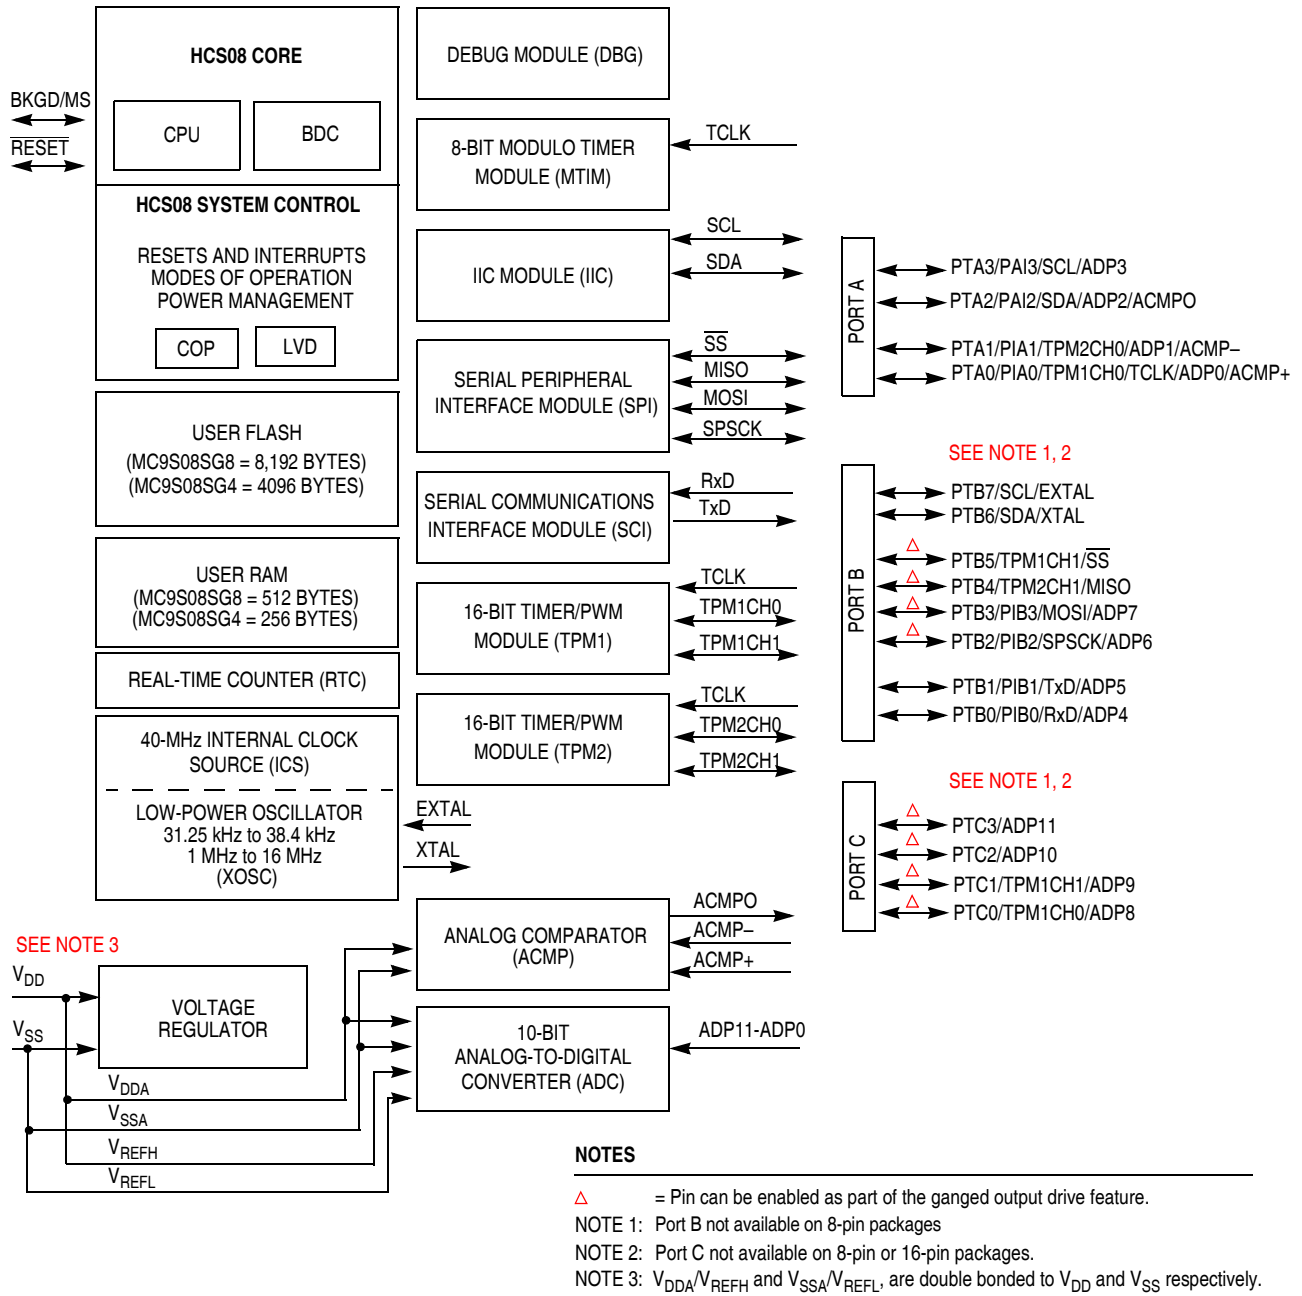 HCS08 CORE
CPU
BDC
BKGD/MS
RESET
HCS08 SYSTEM CONTROL
RESETS AND INTERRUPTS
MODES OF OPERATION
POWER MANAGEMENT
COP
LVD
USER FLASH
(MC9S08SG8 = 8,192 BYTES)
(MC9S08SG4 = 4096 BYTES)
USER RAM
(MC9S08SG8 = 512 BYTES)
(MC9S08SG4 = 256 BYTES)
REAL-TIME COUNTER (RTC)
40-MHz INTERNAL CLOCK
SOURCE (ICS)
LOW-POWER OSCILLATOR
31.25 kHz to 38.4 kHz
1 MHz to 16 MHz
(XOSC)
EXTAL
XTAL
SEE NOTE 3
VDD
VSS
VOLTAGE
REGULATOR
VDDA
VSSA
VREFH
VREFL
DEBUG MODULE (DBG)
8-BIT MODULO TIMER
MODULE (MTIM)
TCLK
IIC MODULE (IIC)
SCL
SDA
SERIAL PERIPHERAL
INTERFACE MODULE (SPI)
SS
MISO
MOSI
SPSCK
SERIAL COMMUNICATIONS
INTERFACE MODULE (SCI)
RxD
TxD
16-BIT TIMER/PWM
MODULE (TPM1)
TCLK
TPM1CH0
TPM1CH1
16-BIT TIMER/PWM
MODULE (TPM2)
TCLK
TPM2CH0
TPM2CH1
ANALOG COMPARATOR
(ACMP)
ACMPO
ACMP–
ACMP+
10-BIT
ANALOG-TO-DIGITAL
CONVERTER (ADC)
ADP11-ADP0
PORT A
PTA3/PAI3/SCL/ADP3
PTA2/PAI2/SDA/ADP2/ACMPO
PTA1/PIA1/TPM2CH0/ADP1/ACMP–
PTA0/PIA0/TPM1CH0/TCLK/ADP0/ACMP+
SEE NOTE 1, 2
PORT B
PTB7/SCL/EXTAL
PTB6/SDA/XTAL
PTB5/TPM1CH1/SS
PTB4/TPM2CH1/MISO
PTB3/PIB3/MOSI/ADP7
PTB2/PIB2/SPSCK/ADP6
PTB1/PIB1/TxD/ADP5
PTB0/PIB0/RxD/ADP4
SEE NOTE 1, 2
PORT C
PTC3/ADP11
PTC2/ADP10
PTC1/TPM1CH1/ADP9
PTC0/TPM1CH0/ADP8
NOTES
△ = Pin can be enabled as part of the ganged output drive feature.
NOTE 1: Port B not available on 8-pin packages
NOTE 2: Port C not available on 8-pin or 16-pin packages.
NOTE 3: VDDA/VREFH and VSSA/VREFL, are double bonded to VDD and VSS respectively.